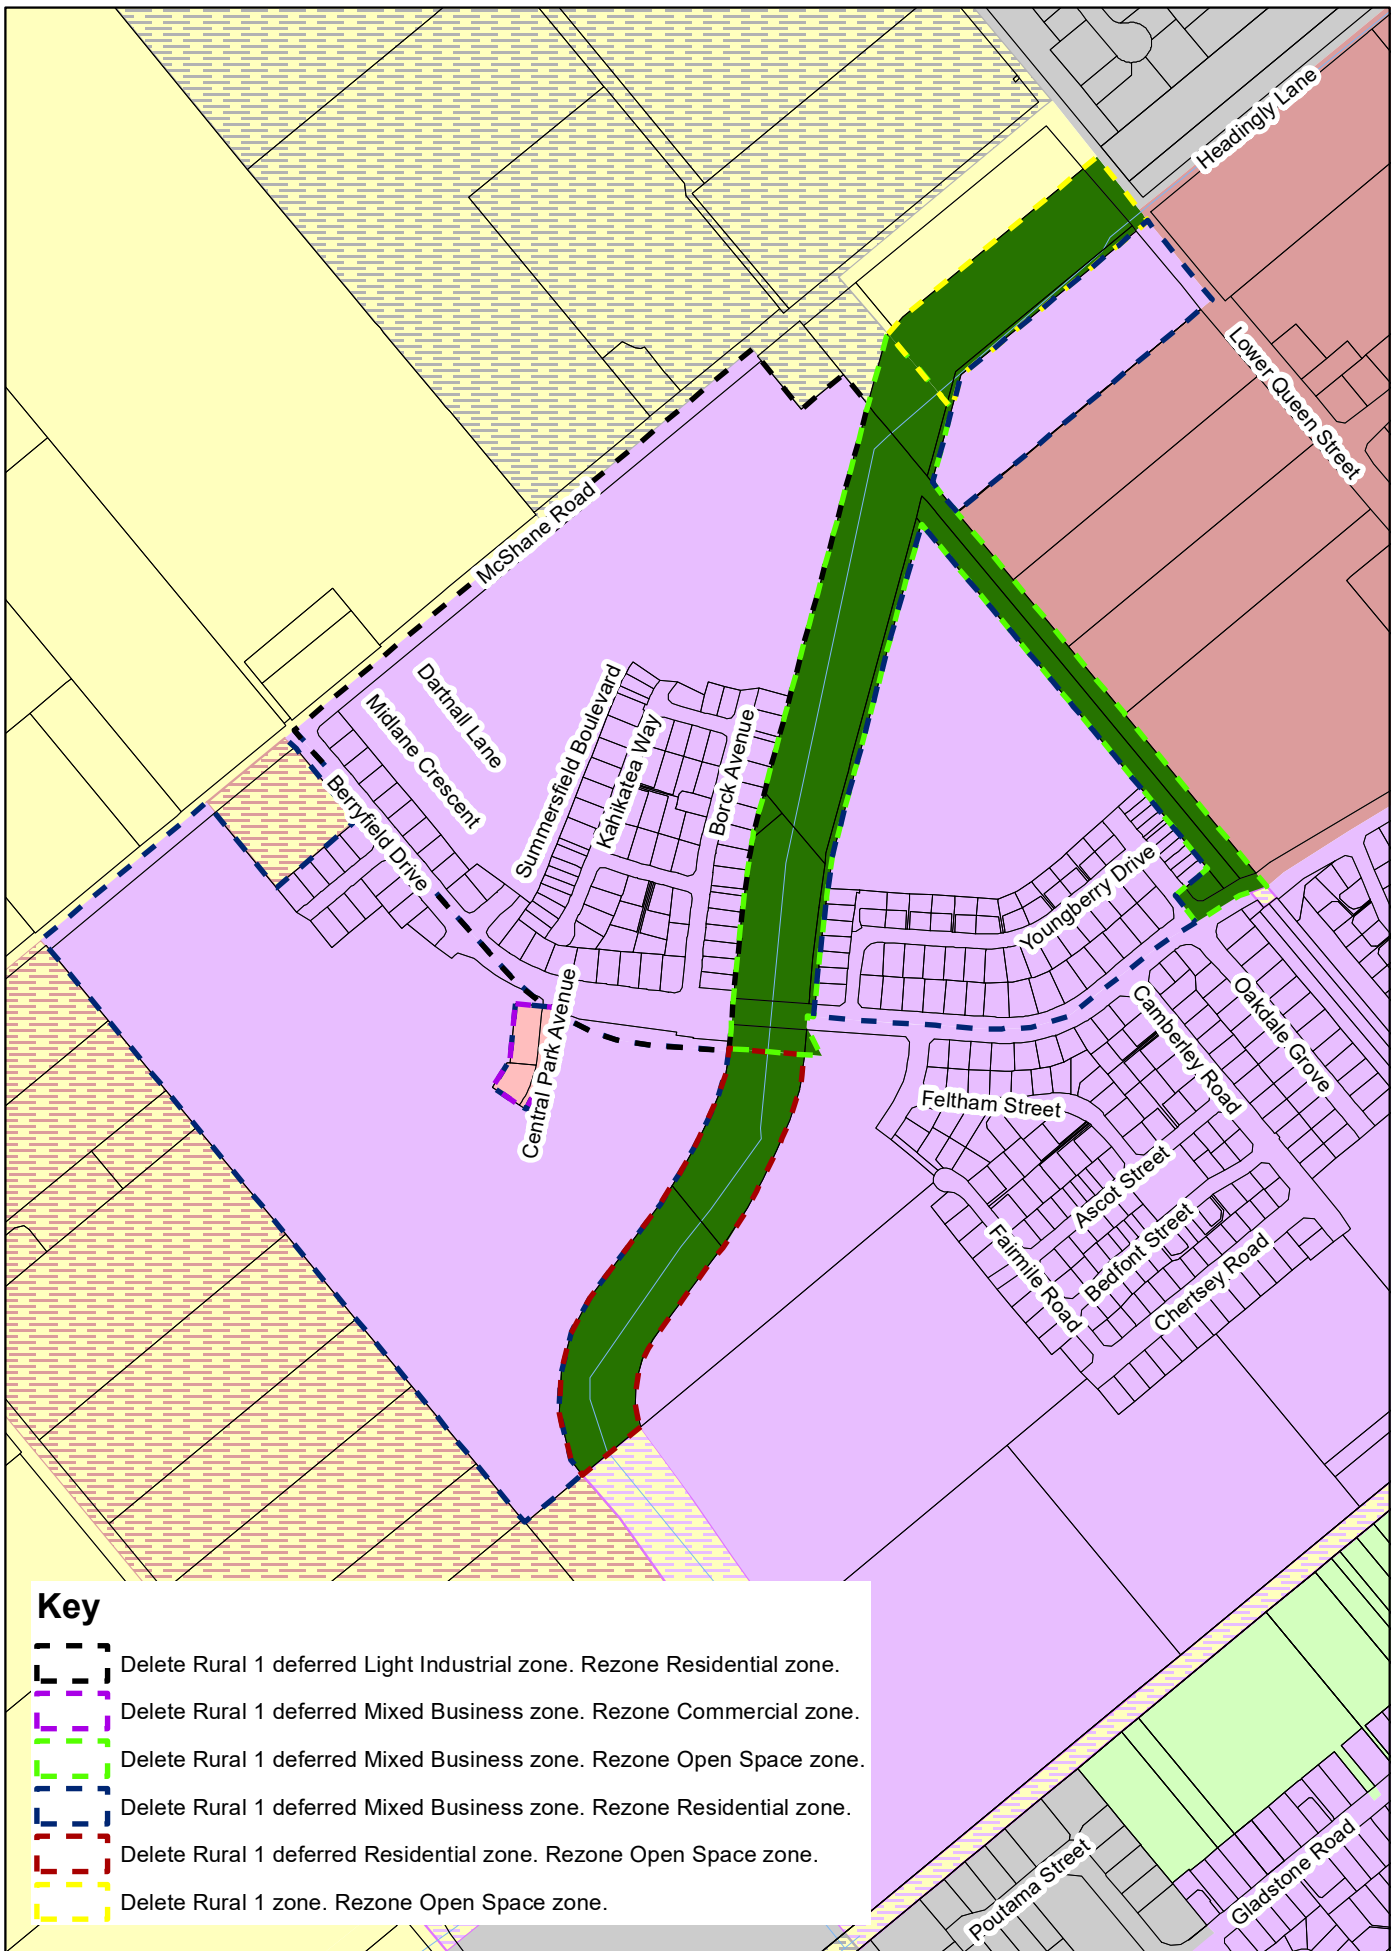 Headingly Lane
Lower Queen Street
McShane Road
Dartnall Lane
Midlane Crescent
Summersfield Boulevard
Kahikatea Way
Borck Avenue
Berryfield Drive
Youngberry Drive
Central Park Avenue
Camberley Road
Oakdale Grove
Feltham Street
Ascot Street
Bedfont Street
Fairmile Road
Chertsey Road
Key
Delete Rural 1 deferred Light Industrial zone. Rezone Residential zone.
Delete Rural 1 deferred Mixed Business zone. Rezone Commercial zone.
Delete Rural 1 deferred Mixed Business zone. Rezone Open Space zone.
Delete Rural 1 deferred Mixed Business zone. Rezone Residential zone.
Delete Rural 1 deferred Residential zone. Rezone Open Space zone.
Delete Rural 1 zone. Rezone Open Space zone.
Poutama Street
Gladstone Road